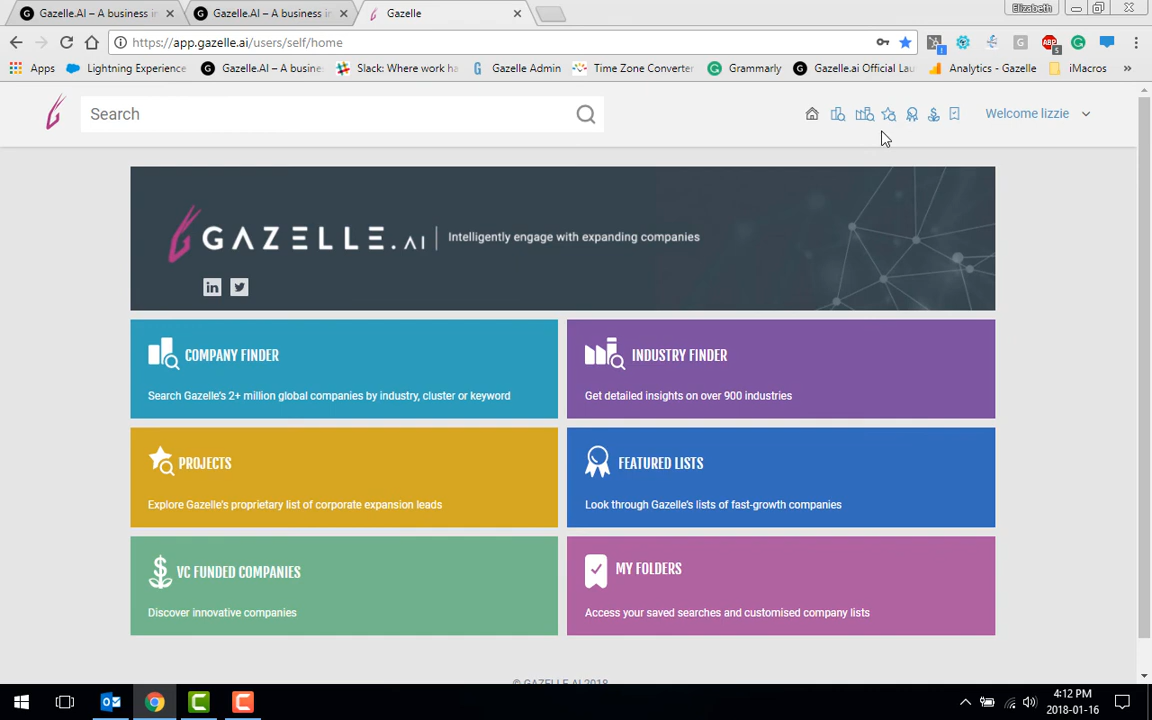 Gazelle.AI – A business in
Gazelle.AI – A business in
Gazelle
Elizabeth
https://app.gazelle.ai/users/self/home
Apps
Lightning Experience
Gazelle.AI – A busine
Slack: Where work ha
Gazelle Admin
Time Zone Converter
Grammarly
Gazelle.ai Official Lau
Analytics - Gazelle
iMacros
»
Search
Welcome lizzie
GAZELLE.AI
Intelligently engage with expanding companies
COMPANY FINDER
Search Gazelle's 2+ million global companies by industry, cluster or keyword
INDUSTRY FINDER
Get detailed insights on over 900 industries
PROJECTS
Explore Gazelle's proprietary list of corporate expansion leads
FEATURED LISTS
Look through Gazelle's lists of fast-growth companies
VC FUNDED COMPANIES
Discover innovative companies
MY FOLDERS
Access your saved searches and customised company lists
© GAZELLE.AI 2018
4:12 PM
2018-01-16